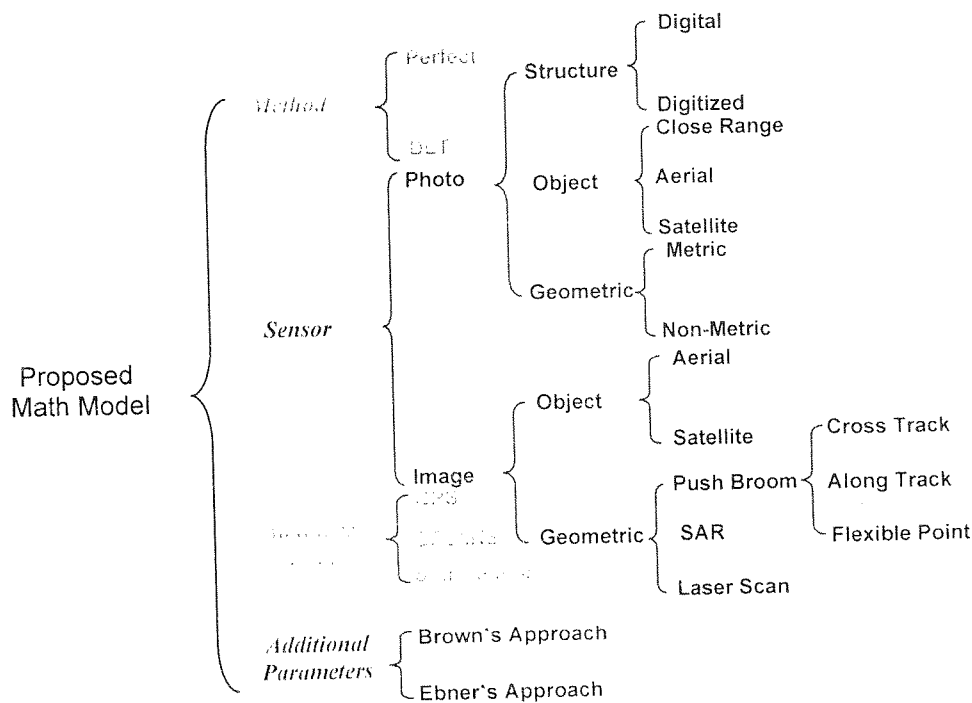 Proposed
Math Model
Method
Perfect
DLT
Sensor
Photo
Structure
Digital
Digitized
Object
Close Range
Aerial
Satellite
Geometric
Metric
Non-Metric
Image
Object
Aerial
Satellite
Geometric
Push Broom
Cross Track
Along Track
Flexible Point
SAR
Laser Scan
GPS
Additional
Parameters
Brown`s Approach
Ebner`s Approach